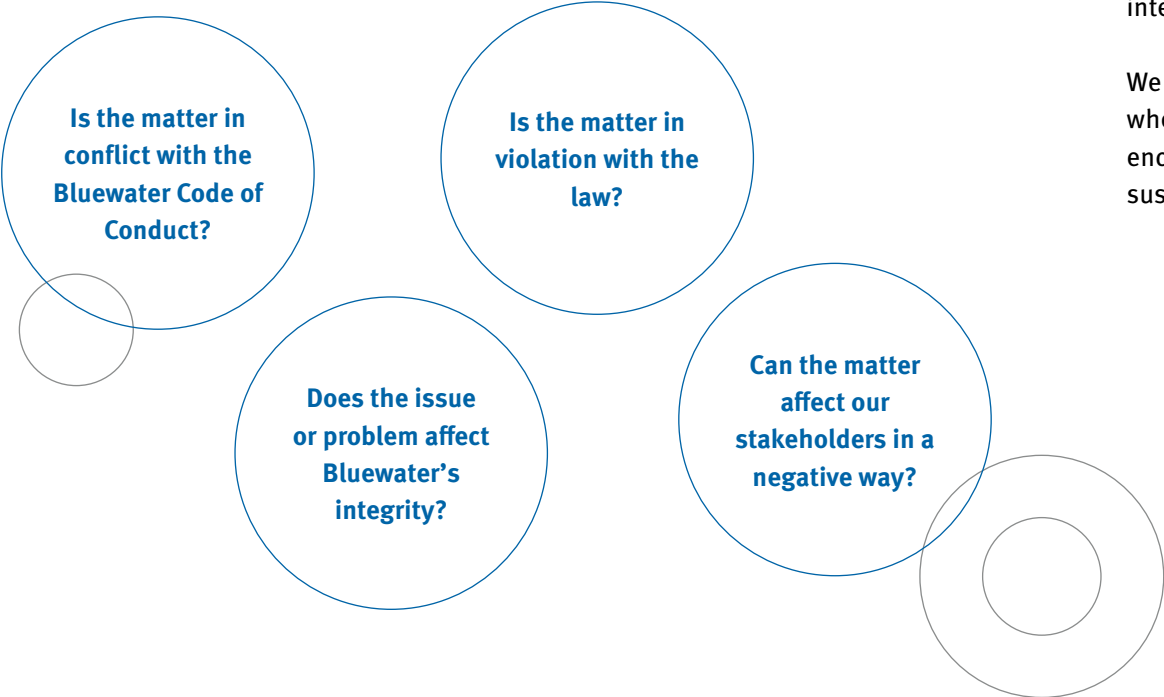 Is the matter in
conflict with the
Bluewater Code of
Conduct?
Is the matter in
violation with the
law?
Does the issue
or problem affect
Bluewater’s
integrity?
Can the matter
affect our
stakeholders in a
negative way?
We